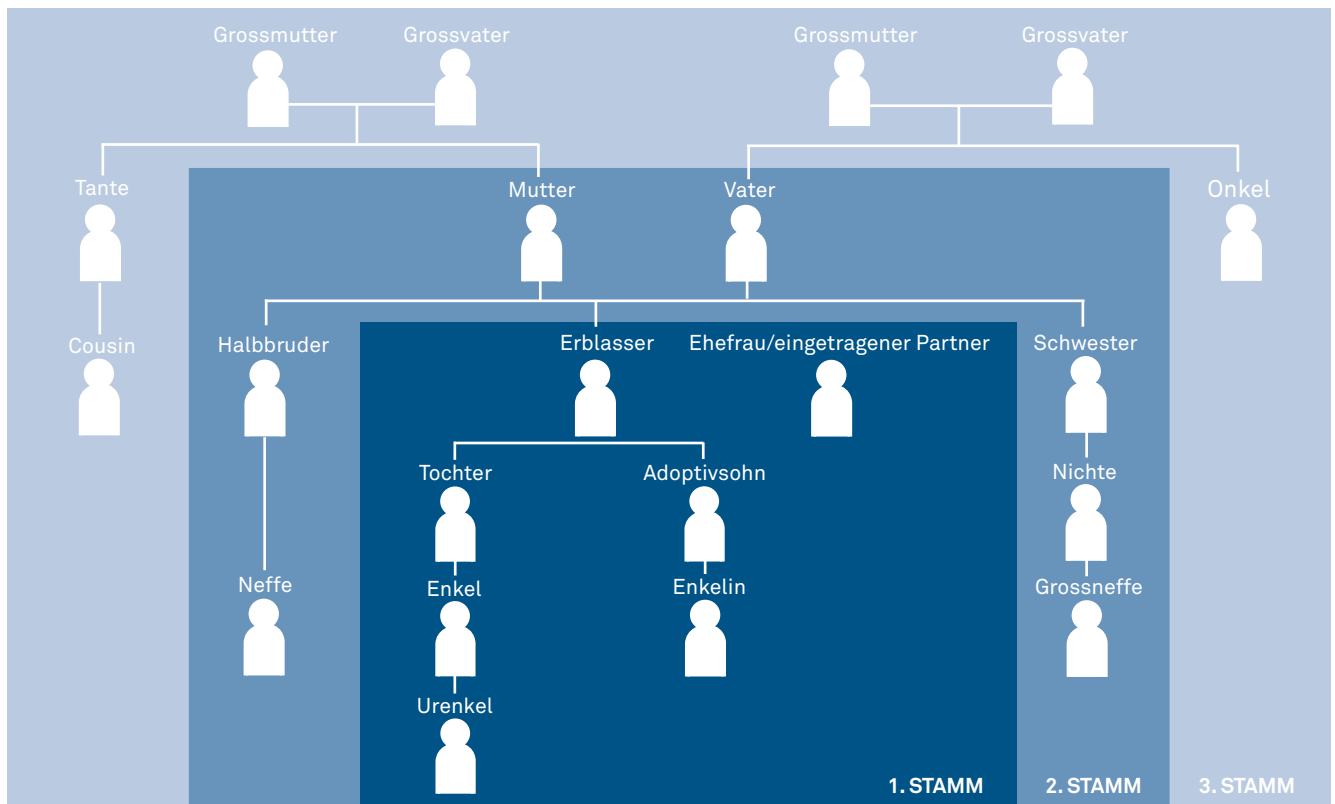 Grossmutter
Grossvater
Grossmutter
Grossvater
Tante
Mutter
Vater
Onkel
Cousin
Halbbruder
Erblasser
Ehefrau/eingetragener Partner
Schwester
Tochter
Adoptivsohn
Nichte
Neffe
Enkel
Enkelin
Grossneffe
Urenkel
1. STAMM
2. STAMM
3. STAMM